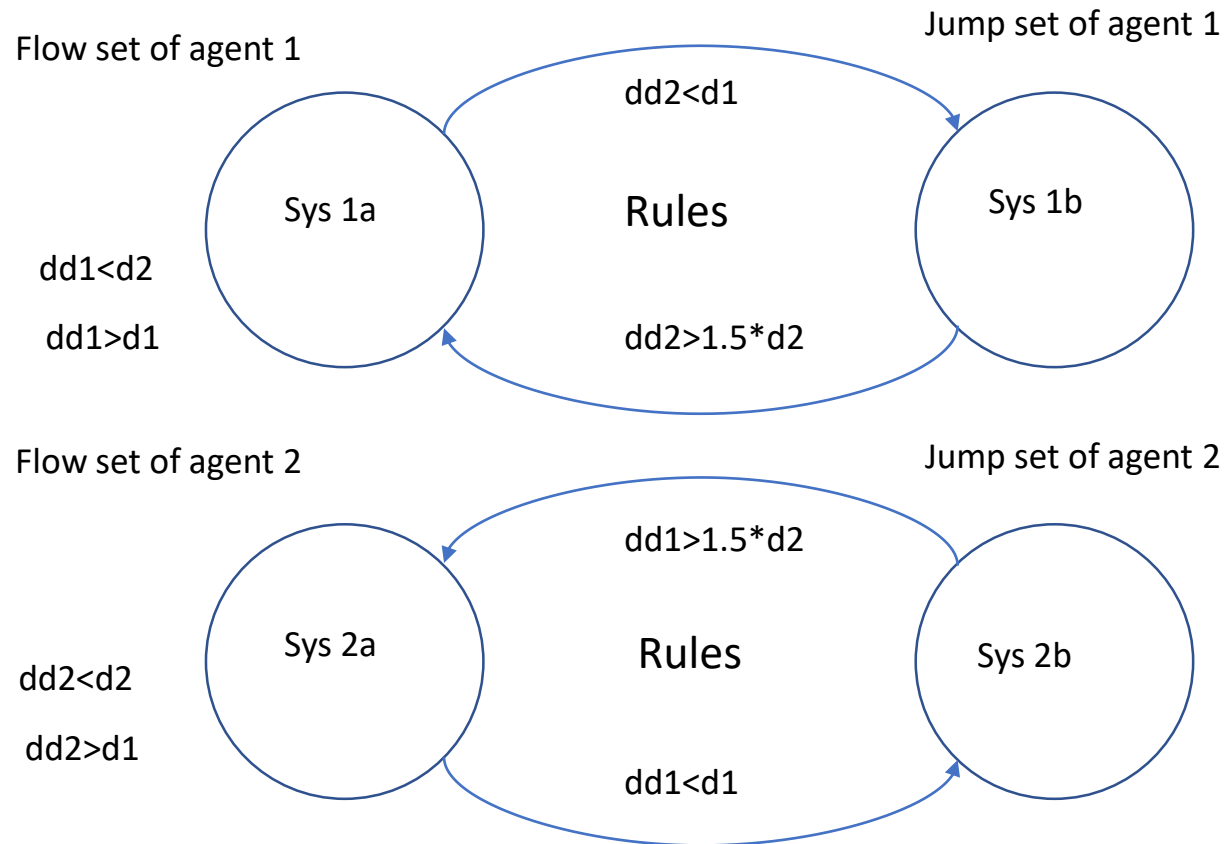 Flow set of agent 1
Jump set of agent 1
dd2<d1
Sys 1a
Rules
Sys 1b
dd1<d2
dd1>d1
dd2>1.5*d2
Flow set of agent 2
Jump set of agent 2
dd1>1.5*d2
Sys 2a
Rules
Sys 2b
dd2<d2
dd2>d1
dd1<d1